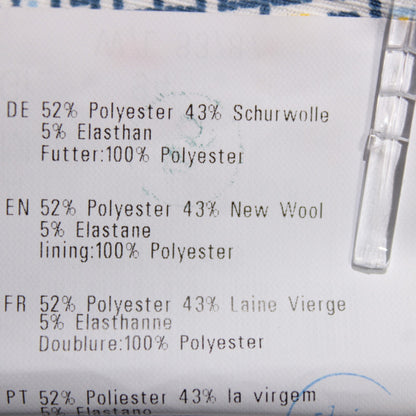 DE 52% Polyester 43% Schurwolle
5% Elasthan
Futter:100% Polyester
EN 52% Polyester 43% New Wool
5% Elastane
lining:100% Polyester
FR 52% Polyester 43% Laine Vierge
5% Elasthanne
Doublure:100% Polyester
PT 52% Poliester 43% la virgem
5% Elastano